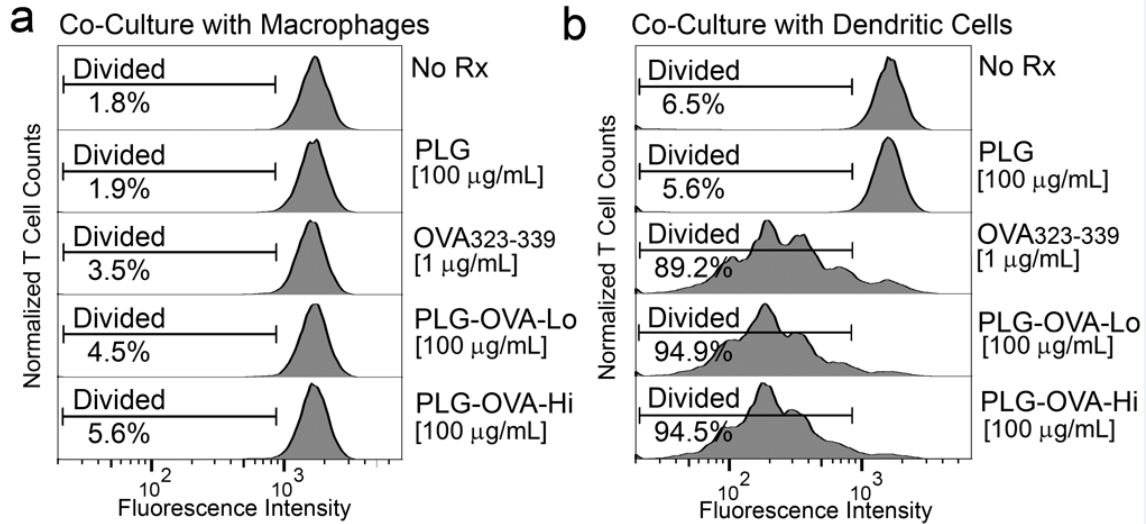 a Co-Culture with Macrophages
Normalized T Cell Counts
Divided
1.8%
No Rx
Divided
1.9%
PLG
[100 μg/mL]
Divided
3.5%
OVA323-339
[1 μg/mL]
Divided
4.5%
PLG-OVA-Lo
[100 μg/mL]
Divided
5.6%
PLG-OVA-Hi
[100 μg/mL]
10² 10³
Fluorescence Intensity
b Co-Culture with Dendritic Cells
Normalized T Cell Counts
Divided
6.5%
No Rx
Divided
5.6%
PLG
[100 μg/mL]
Divided
89.2%
OVA323-339
[1 μg/mL]
Divided
94.9%
PLG-OVA-Lo
[100 μg/mL]
Divided
94.5%
PLG-OVA-Hi
[100 μg/mL]
10² 10³
Fluorescence Intensity